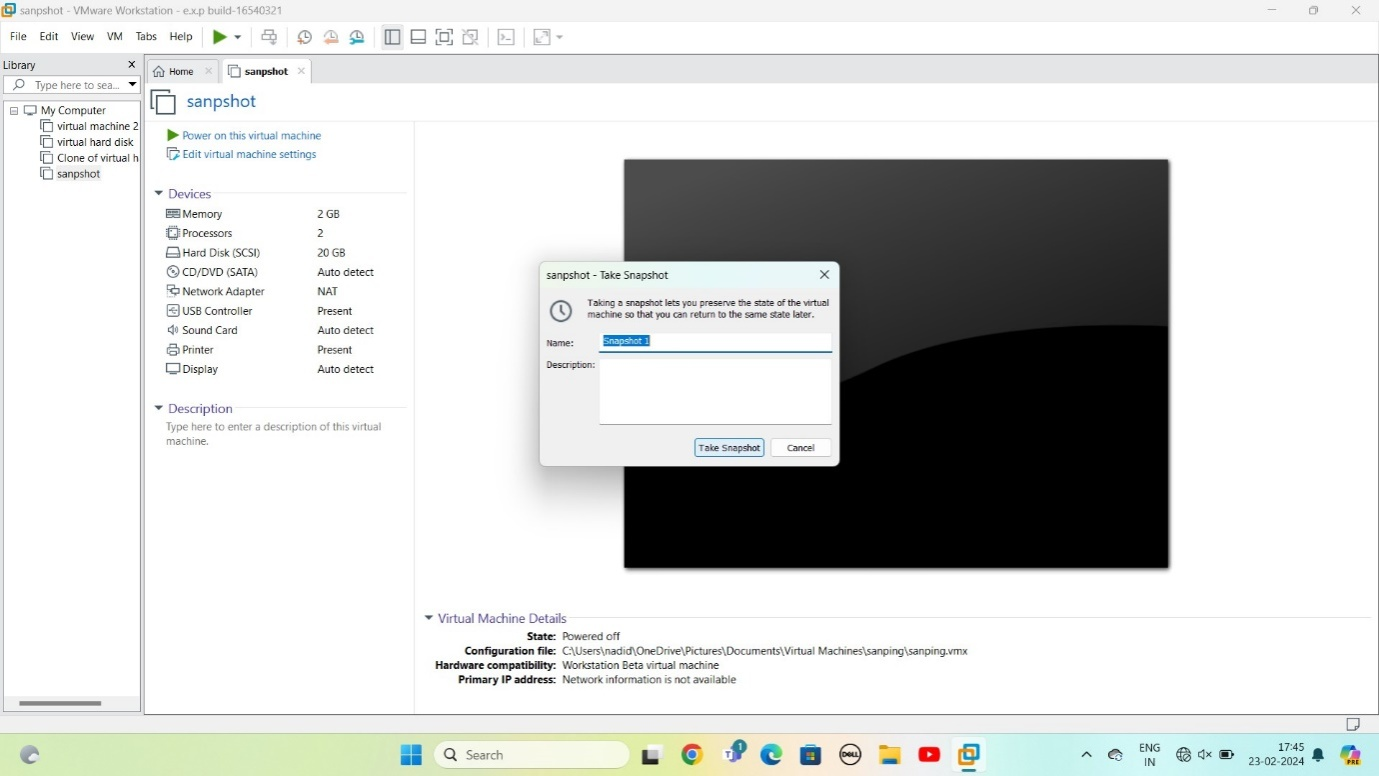 sanpshot - VMware Workstation - e.x.p build-16540321
File Edit View VM Tabs Help
Library
Type here to sea...
My Computer
virtual machine 2
virtual hard disk
Clone of virtual h
sanpshot
Home
sanpshot
sanpshot
Power on this virtual machine
Edit virtual machine settings
Devices
Memory 2 GB
Processors 2
Hard Disk (SCSI) 20 GB
CD/DVD (SATA) Auto detect
Network Adapter NAT
USB Controller Present
Sound Card Auto detect
Printer Present
Display Auto detect
Description
Type here to enter a description of this virtual
machine.
sanpshot - Take Snapshot
Taking a snapshot lets you preserve the state of the virtual
machine so that you can return to the same state later.
Name: Snapshot 1
Description:
Take Snapshot Cancel
Virtual Machine Details
State: Powered off
Configuration file: C:\Users\nadid\OneDrive\Pictures\Documents\Virtual Machines\sanping\sanping.vmx
Hardware compatibility: Workstation Beta virtual machine
Primary IP address: Network information is not available
Search
1
DELL
ENG
IN
17:45
23-02-2024
PRE